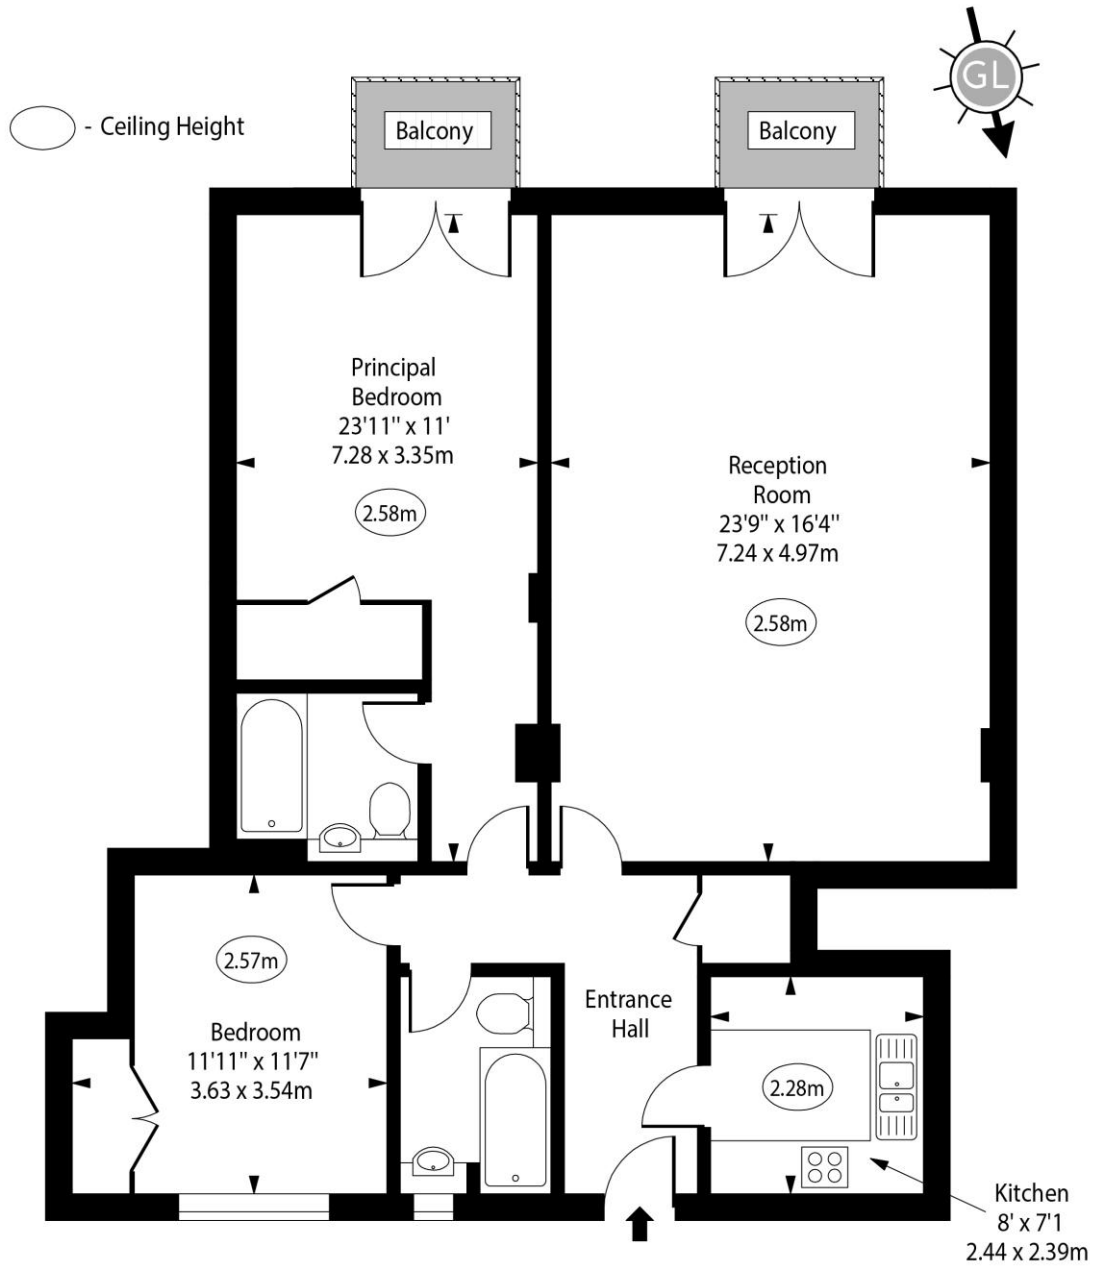 GL
- Ceiling Height
Balcony
Balcony
Principal
Bedroom
23'11" x 11'
7.28 x 3.35m
2.58m
Reception
Room
23'9" x 16'4"
7.24 x 4.97m
2.58m
2.57m
Bedroom
11'11" x 11'7"
3.63 x 3.54m
Entrance
Hall
2.28m
Kitchen
8' x 7'1
2.44 x 2.39m